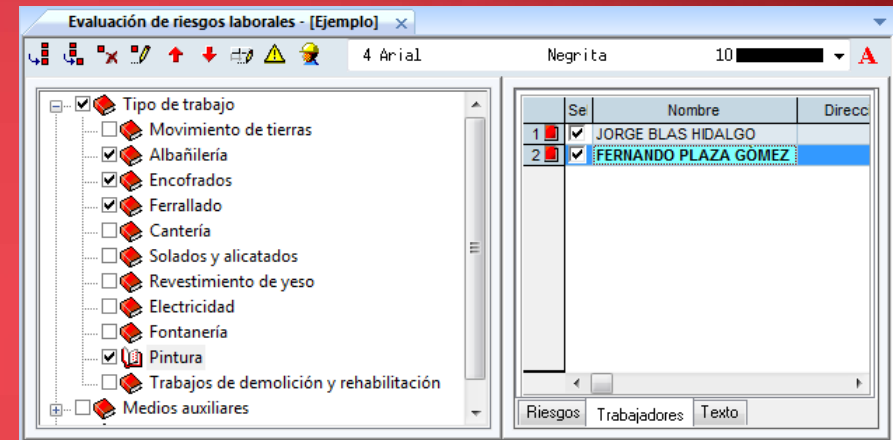 Evaluación de riesgos laborales - [Ejemplo]
4 Arial Negrita 10
Tipo de trabajo
Movimiento de tierras
Albañilería
Encofrados
Ferrallado
Cantería
Solados y alicatados
Revestimiento de yeso
Electricidad
Fontanería
Pintura
Trabajos de demolición y rehabilitación
Medios auxiliares
Se Nombre Direcc
1 JORGE BLAS HIDALGO
2 FERNANDO PLAZA GÒMEZ
Riesgos Trabajadores Texto